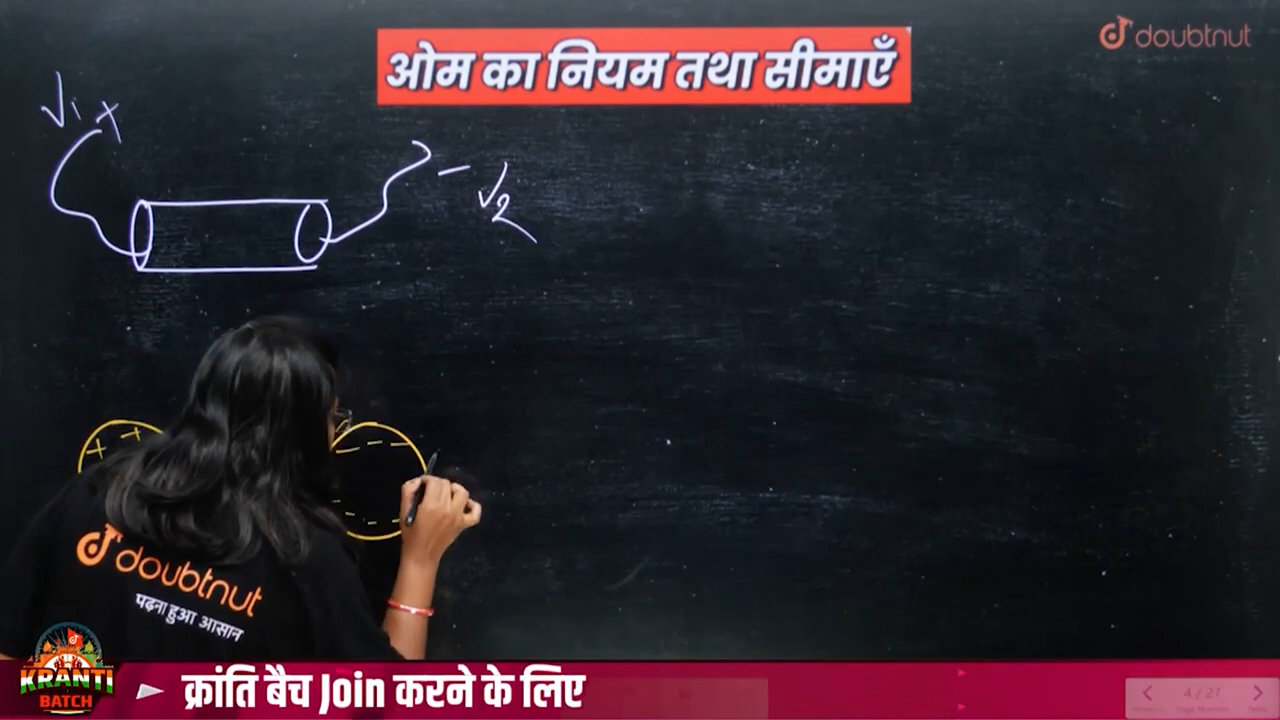 ओम का नियम तथा सीमाएँ
doubtnut
V1 +
− V2
+ +
− − −
− − −
doubtnut
पढ़ना हुआ आसान
KRANTI
BATCH
क्रांति बैच Join करने के लिए
4 / 27